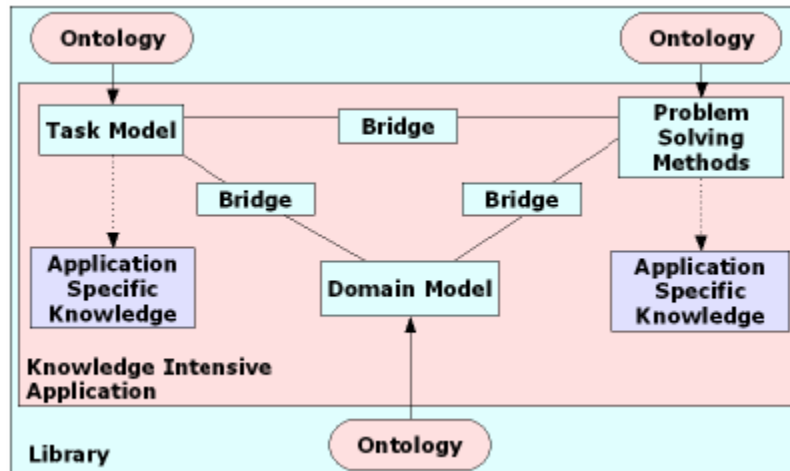 Ontology
Ontology
Task Model
Bridge
Problem
Solving
Methods
Bridge
Bridge
Application
Specific
Knowledge
Domain Model
Application
Specific
Knowledge
Knowledge Intensive
Application
Ontology
Library